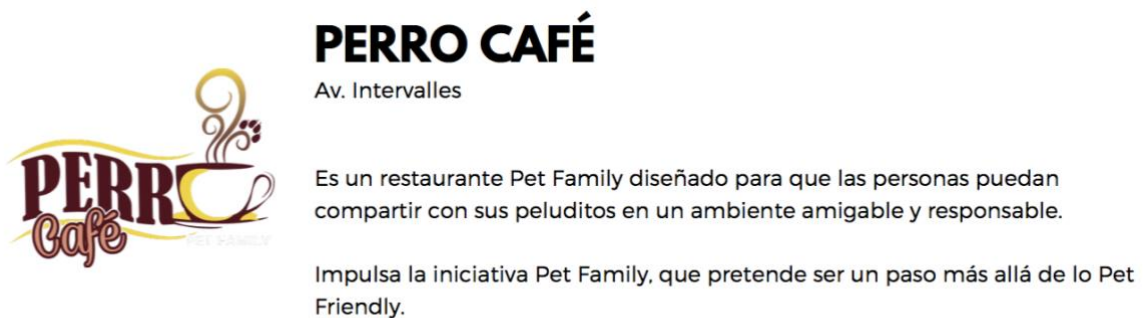 PERRO CAFÉ
Av. Intervalles
PERRO
Café
PET FAMILY
Es un restaurante Pet Family diseñado para que las personas puedan
compartir con sus peluditos en un ambiente amigable y responsable.
Impulsa la iniciativa Pet Family, que pretende ser un paso más allá de lo Pet
Friendly.